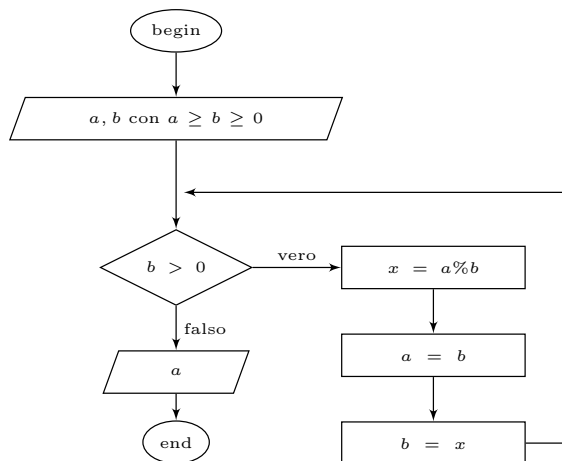 begin
a, b con a ≥ b ≥ 0
b > 0
vero
x = a%b
falso
a = b
a
end
b = x